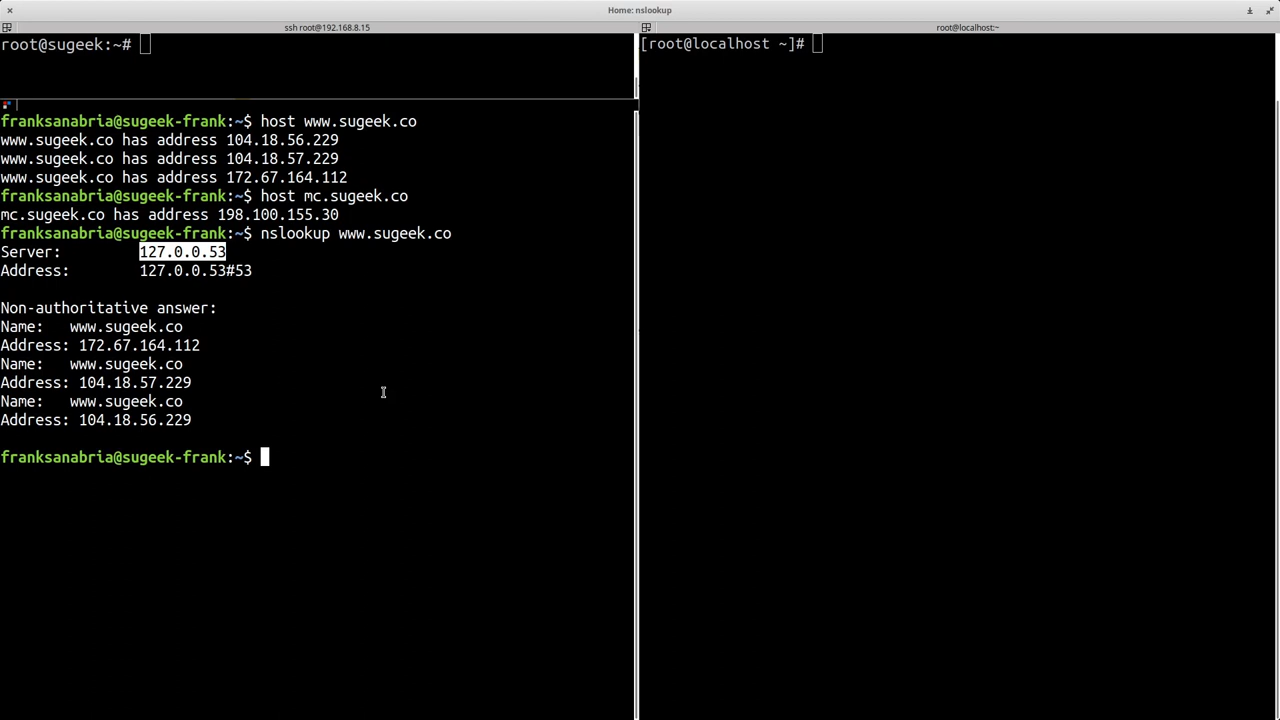 Home: nslookup
ssh root@192.168.8.15
root@localhost:~
root@sugeek:~#
[root@localhost ~]#
franksanabria@sugeek-frank:~$ host www.sugeek.co
www.sugeek.co has address 104.18.56.229
www.sugeek.co has address 104.18.57.229
www.sugeek.co has address 172.67.164.112
franksanabria@sugeek-frank:~$ host mc.sugeek.co
mc.sugeek.co has address 198.100.155.30
franksanabria@sugeek-frank:~$ nslookup www.sugeek.co
Server:         127.0.0.53
Address:        127.0.0.53#53
Non-authoritative answer:
Name:   www.sugeek.co
Address: 172.67.164.112
Name:   www.sugeek.co
Address: 104.18.57.229
Name:   www.sugeek.co
Address: 104.18.56.229
franksanabria@sugeek-frank:~$